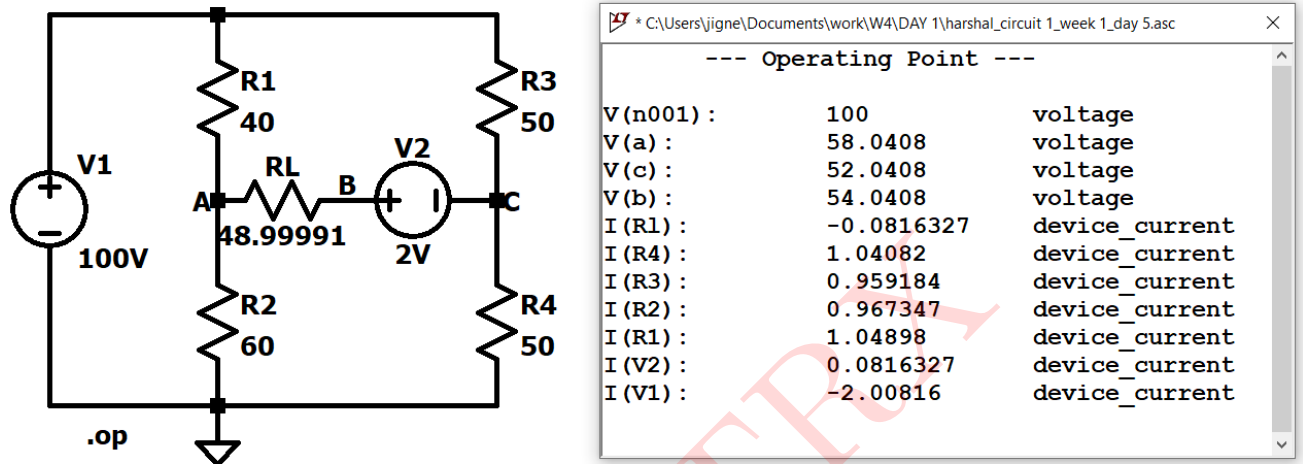 R1
40
R3
50
V1
100V
RL
B
V2
A
C
48.99991
2V
R2
60
R4
50
.op
* C:\Users\jigne\Documents\work\W4\DAY 1\harshal_circuit 1_week 1_day 5.asc
--- Operating Point ---
V(n001): 100 voltage
V(a): 58.0408 voltage
V(c): 52.0408 voltage
V(b): 54.0408 voltage
I(Rl): -0.0816327 device_current
I(R4): 1.04082 device_current
I(R3): 0.959184 device_current
I(R2): 0.967347 device_current
I(R1): 1.04898 device_current
I(V2): 0.0816327 device_current
I(V1): -2.00816 device_current